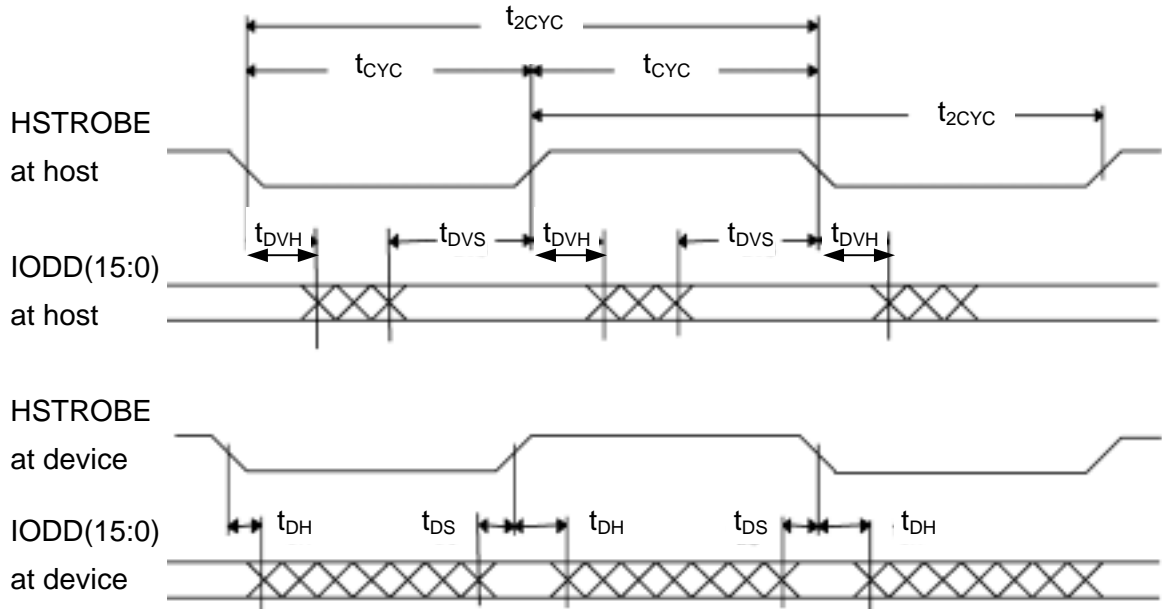 t2CYC
tCYC tCYC
HSTROBE
at host
t2CYC
tDVH tDVS tDVH tDVS tDVH
IODD(15:0)
at host
HSTROBE
at device
tDH tDS tDH tDS tDH
IODD(15:0)
at device